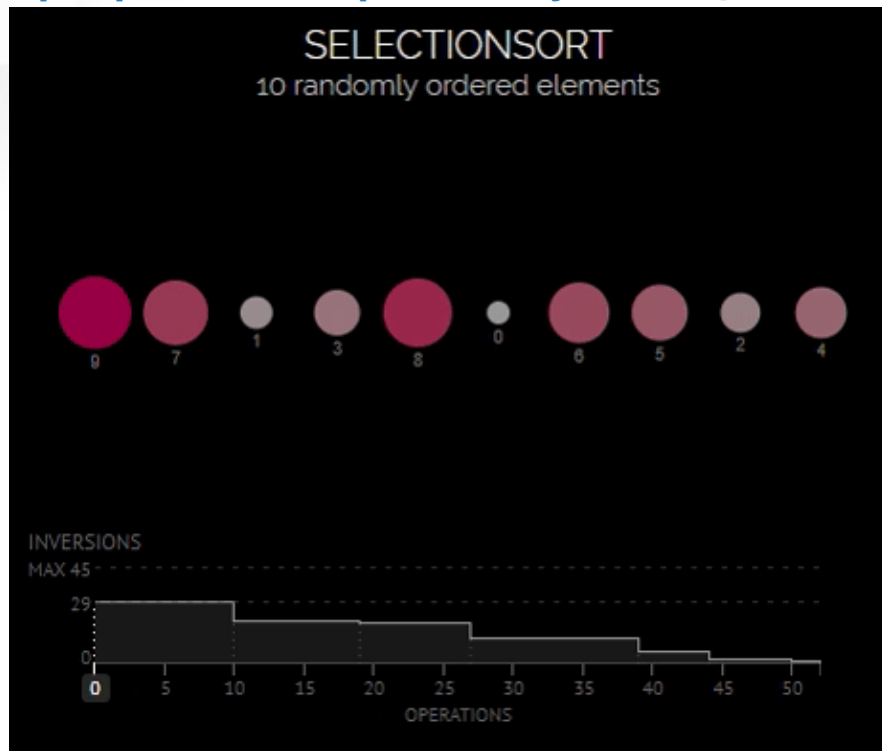 SELECTIONSORT
10 randomly ordered elements
9 7 1 3 8 0 6 5 2 4
INVERSIONS
MAX 45
29
0
0 5 10 15 20 25 30 35 40 45 50
OPERATIONS